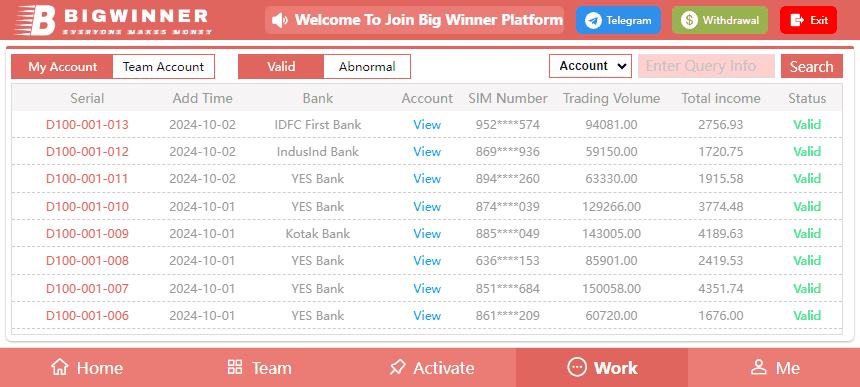 BIGWINNER
EVERYONE MAKES MONEY
Welcome To Join Big Winner Platform
Telegram
Withdrawal
Exit
My Account Team Account Valid Abnormal Account Enter Query Info Search
Serial Add Time Bank Account SIM Number Trading Volume Total income Status
D100-001-013 2024-10-02 IDFC First Bank View 952****574 94081.00 2756.93 Valid
D100-001-012 2024-10-02 IndusInd Bank View 869****936 59150.00 1720.75 Valid
D100-001-011 2024-10-02 YES Bank View 894****260 63330.00 1915.58 Valid
D100-001-010 2024-10-01 YES Bank View 874****039 129266.00 3774.48 Valid
D100-001-009 2024-10-01 Kotak Bank View 885****049 143005.00 4189.63 Valid
D100-001-008 2024-10-01 YES Bank View 636****153 85901.00 2419.53 Valid
D100-001-007 2024-10-01 YES Bank View 851****684 150058.00 4351.74 Valid
D100-001-006 2024-10-01 YES Bank View 861****209 60720.00 1676.00 Valid
Home Team Activate Work Me